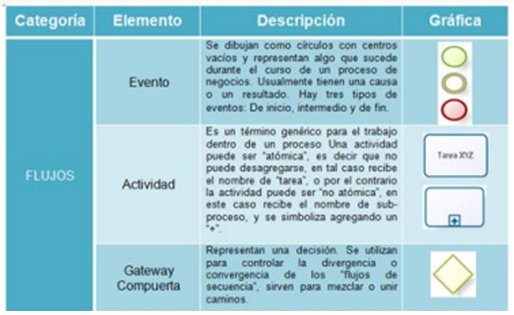 Categoría Elemento Descripción Gráfica
FLUJOS
Evento
Se dibujan como círculos con centros
vacíos y representan algo que sucede
durante el curso de un proceso de
negocios. Usualmente tienen una causa
o un resultado. Hay tres tipos de
eventos: De inicio, intermedio y de fin.
Actividad
Es un término genérico para el trabajo
dentro de un proceso Una actividad
puede ser "atómica", es decir que no
puede desagregarse, en tal caso recibe
el nombre de "tarea", o por el contrario
la actividad puede ser "no atómica", en
este caso recibe el nombre de sub-
proceso, y se simboliza agregando un
"+".
Tarea XYZ
Gateway
Compuerta
Representan una decisión. Se utilizan
para controlar la divergencia o
convergencia de los "flujos de
secuencia", sirven para mezclar o unir
caminos.